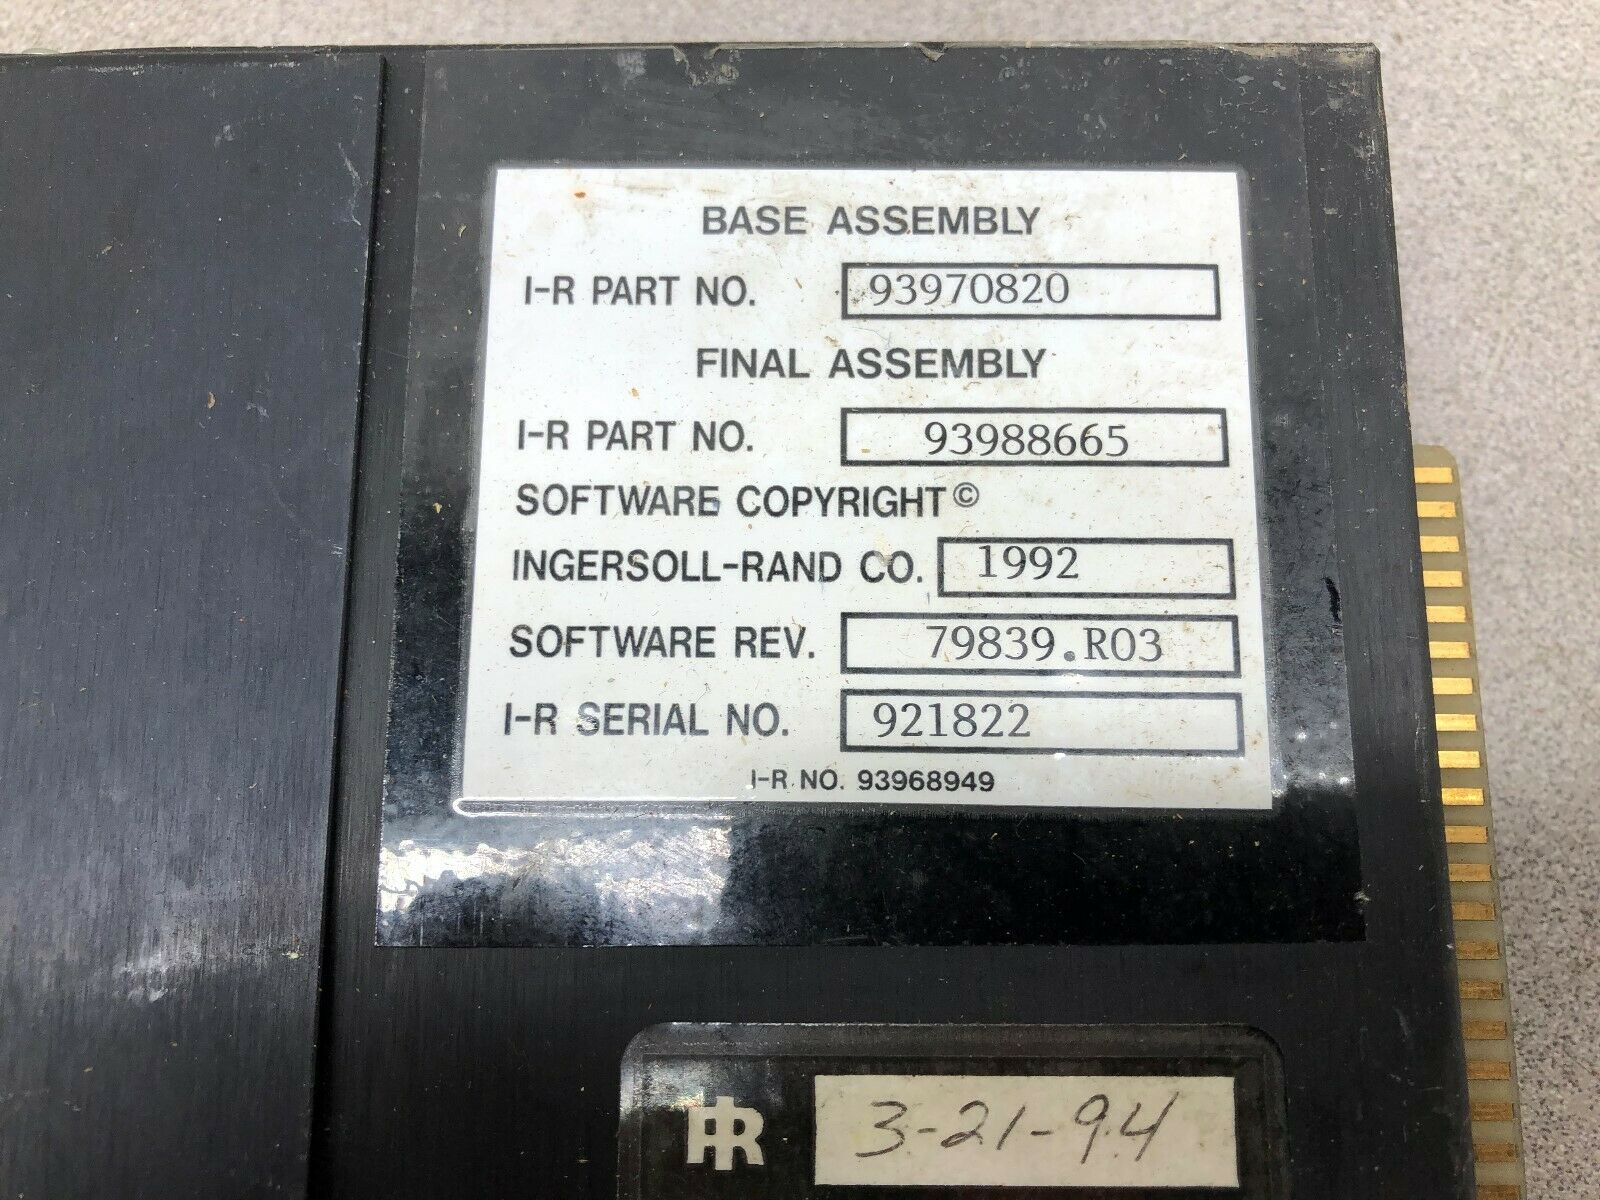 BASE ASSEMBLY
I-R PART NO. 93970820
FINAL ASSEMBLY
I-R PART NO. 93988665
SOFTWARE COPYRIGHT©
INGERSOLL-RAND CO. 1992
SOFTWARE REV. 79839.R03
I-R SERIAL NO. 921822
I-R NO. 93968949
IR 3-21-94